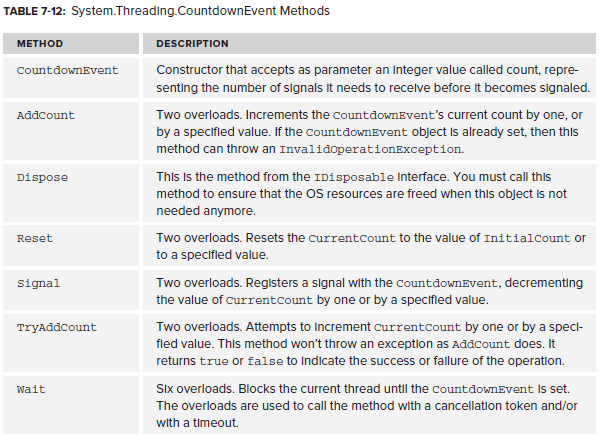 TABLE 7-12: System.Threading.CountdownEvent Methods
METHOD DESCRIPTION
CountdownEvent Constructor that accepts as parameter an integer value called count, repre-
senting the number of signals it needs to receive before it becomes signaled.
AddCount Two overloads. Increments the CountdownEvent's current count by one, or
by a specified value. If the CountdownEvent object is already set, then this
method can throw an InvalidOperationException.
Dispose This is the method from the IDisposable interface. You must call this
method to ensure that the OS resources are freed when this object is not
needed anymore.
Reset Two overloads. Resets the CurrentCount to the value of InitialCount or
to a specified value.
Signal Two overloads. Registers a signal with the CountdownEvent, decrementing
the value of CurrentCount by one or by a specified value.
TryAddCount Two overloads. Attempts to increment CurrentCount by one or by a speci-
fied value. This method won't throw an exception as AddCount does. It
returns true or false to indicate the success or failure of the operation.
Wait Six overloads. Blocks the current thread until the CountdownEvent is set.
The overloads are used to call the method with a cancellation token and/or
with a timeout.